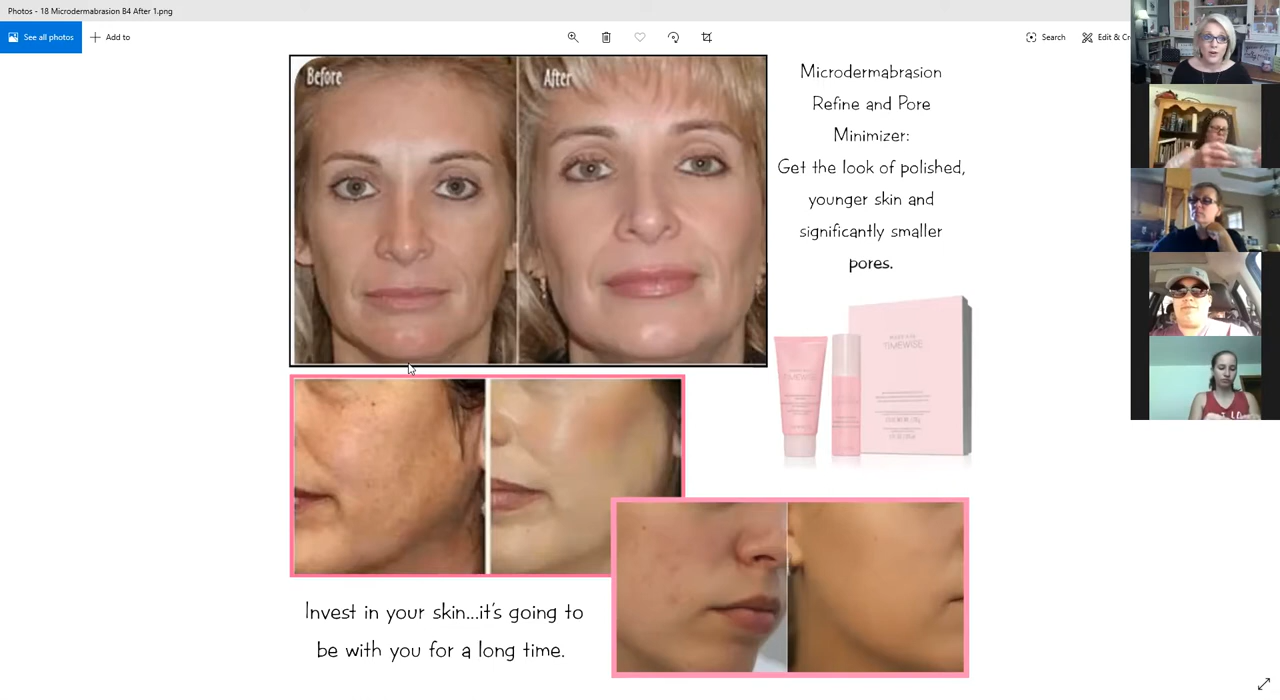 Photos - 18 Microdermabrasion B4 After 1.png
See all photos
Add to
Search
Edit & Cr
Before
After
Microdermabrasion
Refine and Pore
Minimizer:
Get the look of polished,
younger skin and
significantly smaller
pores.
TIMEWISE
TIMEWISE
Invest in your skin...it's going to
be with you for a long time.